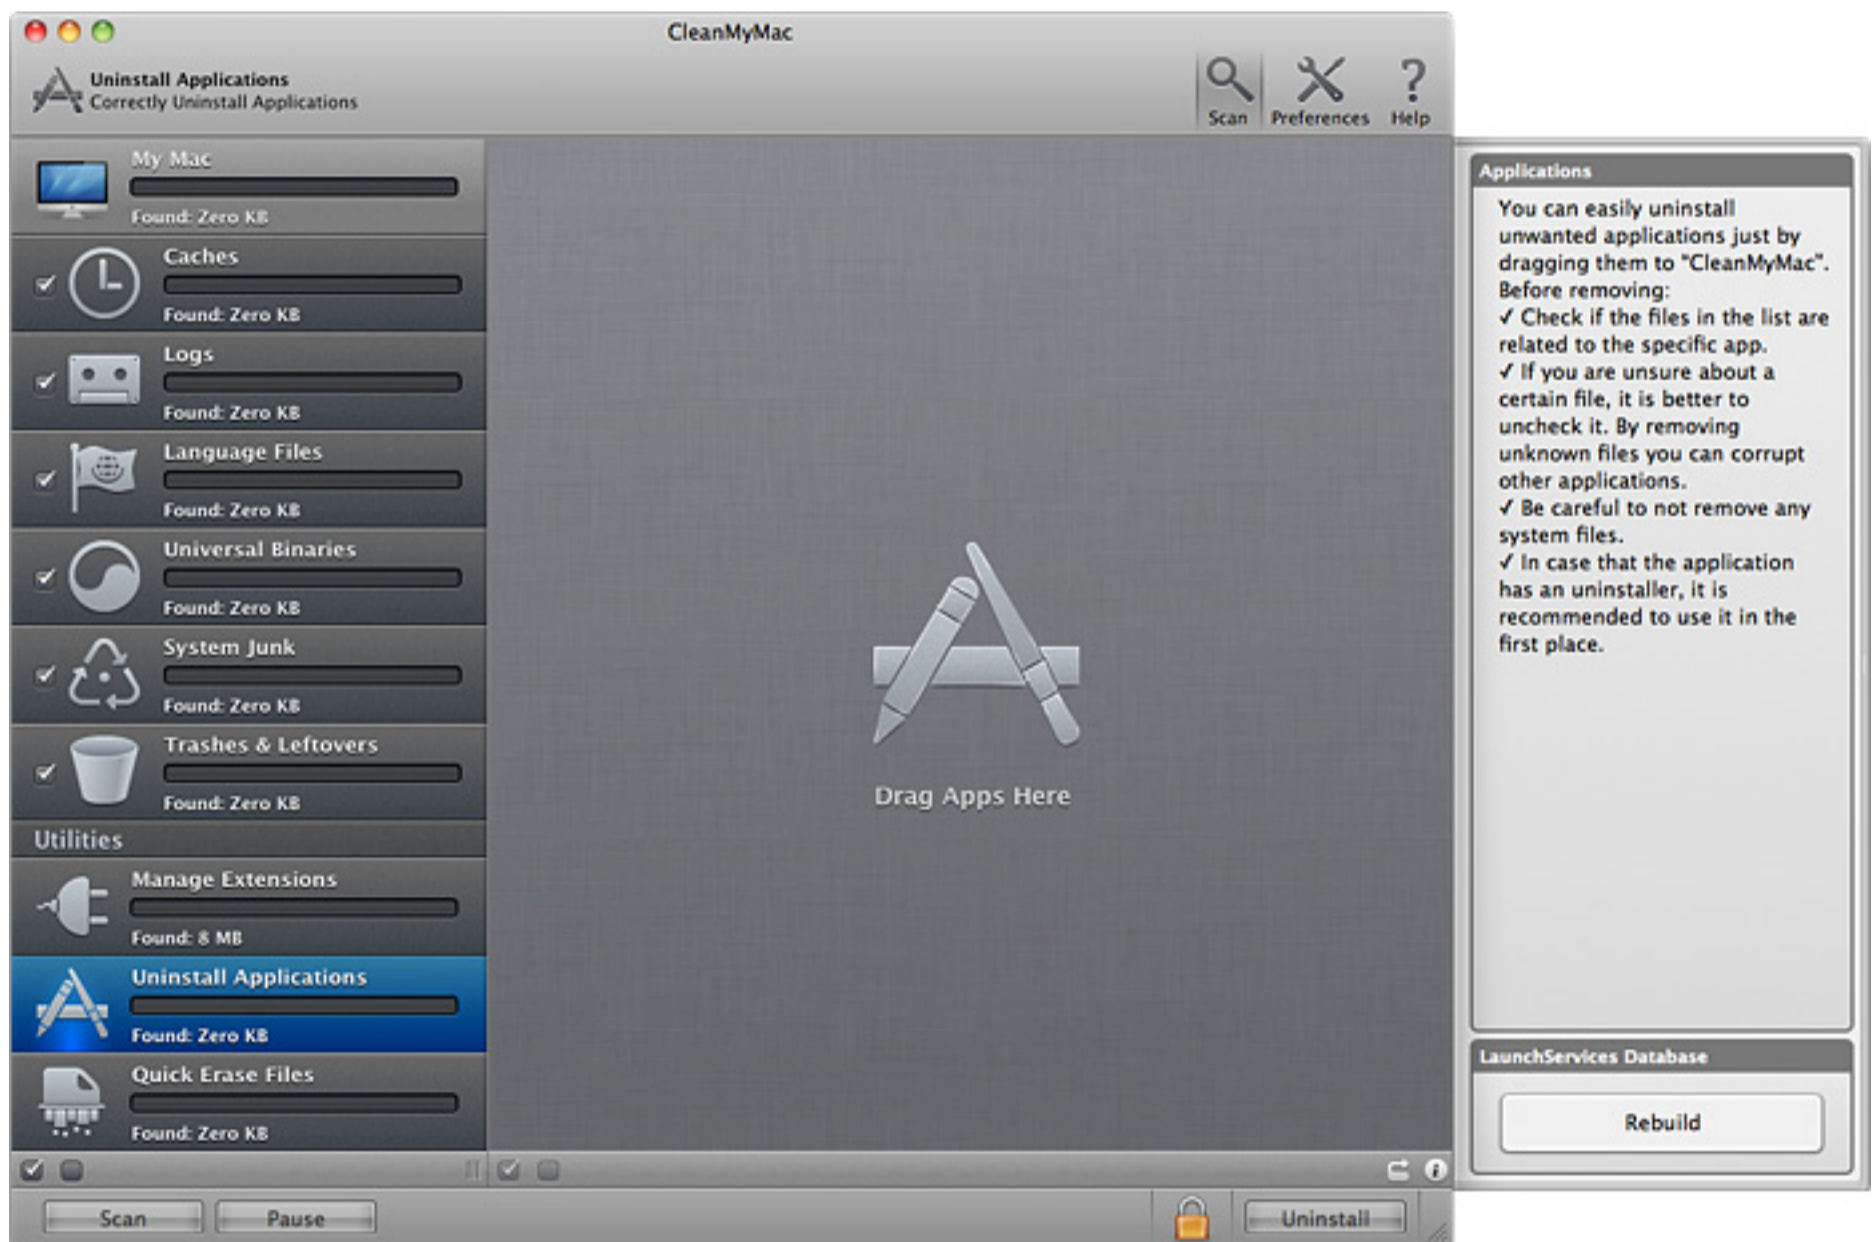 CleanMyMac
Uninstall Applications
Correctly Uninstall Applications
Scan
Preferences
Help
My Mac
Found: Zero KB
Caches
Found: Zero KB
Logs
Found: Zero KB
Language Files
Found: Zero KB
Universal Binaries
Found: Zero KB
System Junk
Found: Zero KB
Trashes & Leftovers
Found: Zero KB
Utilities
Manage Extensions
Found: 8 MB
Uninstall Applications
Found: Zero KB
Quick Erase Files
Found: Zero KB
Scan
Pause
Drag Apps Here
Uninstall
Applications
You can easily uninstall
unwanted applications just by
dragging them to "CleanMyMac".
Before removing:
✓ Check if the files in the list are
related to the specific app.
✓ If you are unsure about a
certain file, it is better to
uncheck it. By removing
unknown files you can corrupt
other applications.
✓ Be careful to not remove any
system files.
✓ In case that the application
has an uninstaller, it is
recommended to use it in the
first place.
LaunchServices Database
Rebuild